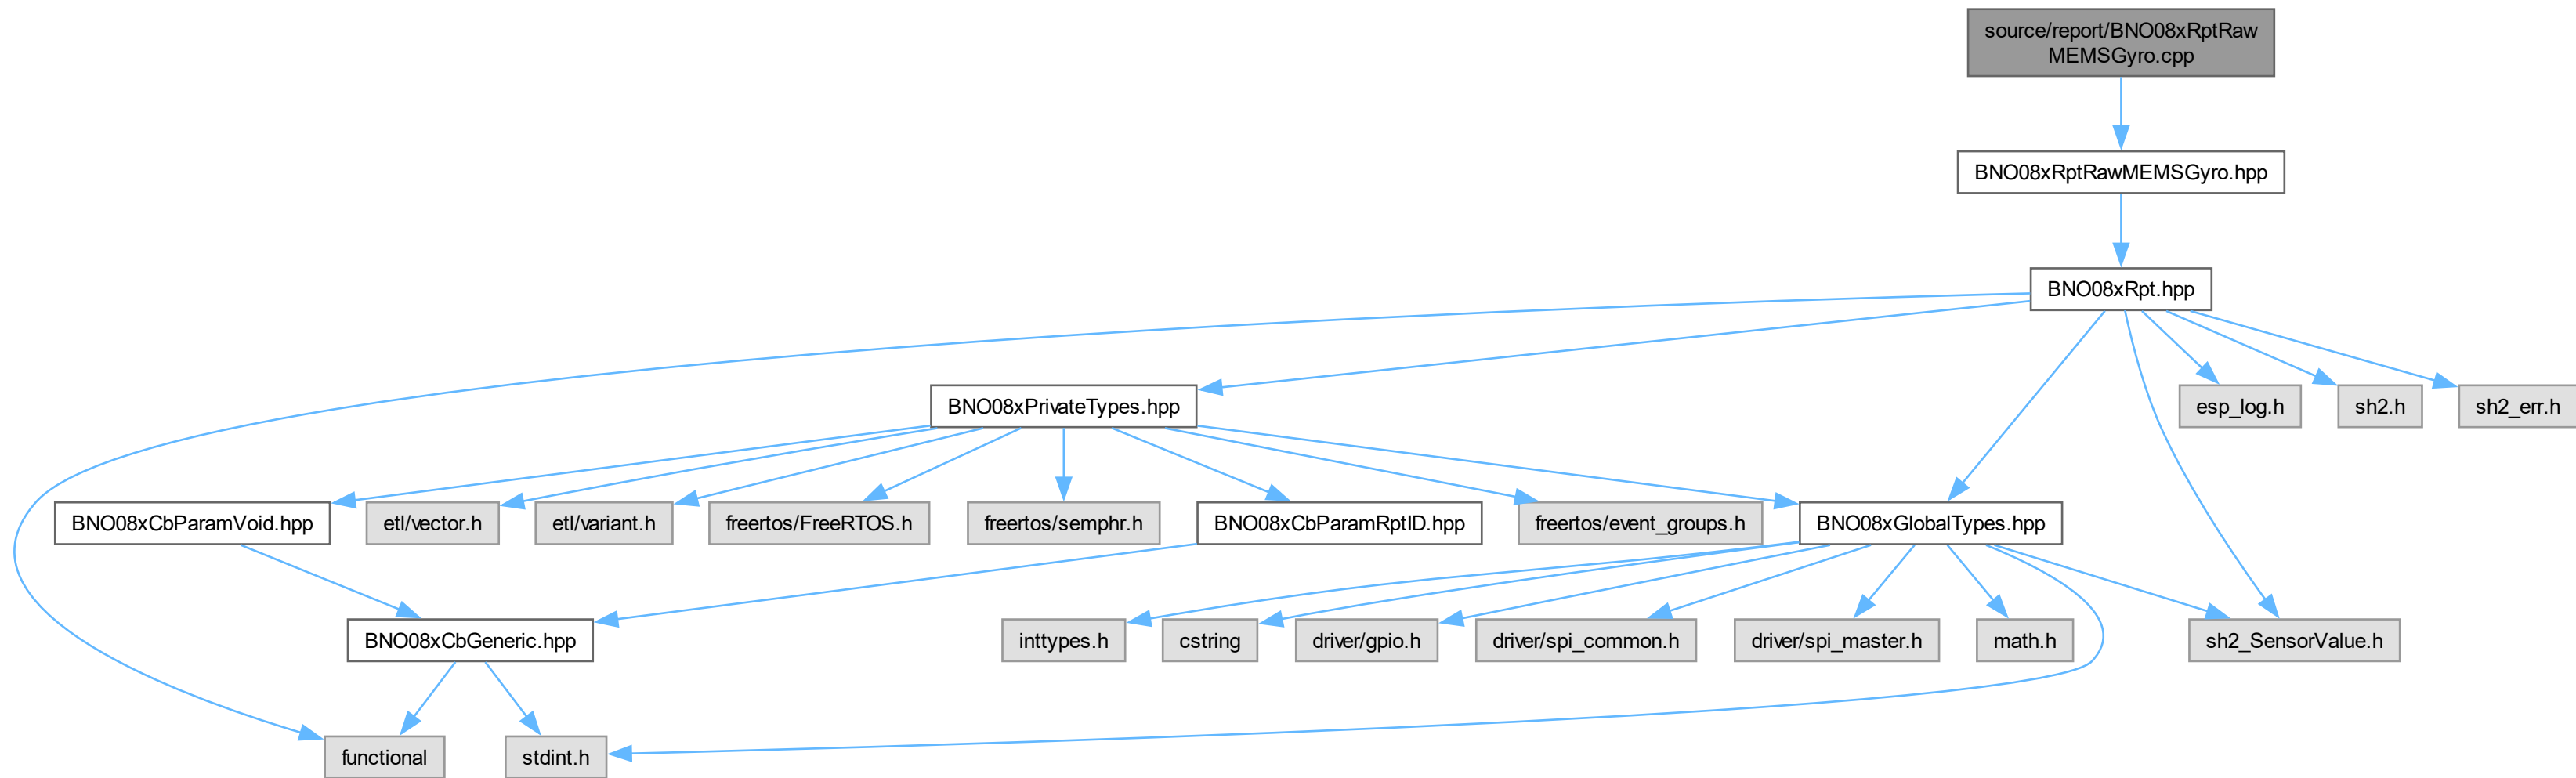 source/report/BNO08xRptRaw
MEMSGyro.cpp
BNO08xRptRawMEMSGyro.hpp
BNO08xRpt.hpp
BNO08xPrivateTypes.hpp
esp_log.h
sh2.h
sh2_err.h
BNO08xCbParamVoid.hpp
etl/vector.h
etl/variant.h
freertos/FreeRTOS.h
freertos/semphr.h
BNO08xCbParamRptID.hpp
freertos/event_groups.h
BNO08xGlobalTypes.hpp
BNO08xCbGeneric.hpp
inttypes.h
cstring
driver/gpio.h
driver/spi_common.h
driver/spi_master.h
math.h
sh2_SensorValue.h
functional
stdint.h